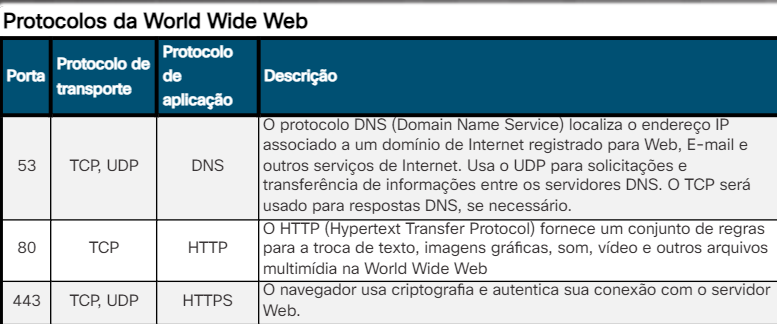 Protocolos da World Wide Web
Porta
Protocolo de
transporte
Protocolo
de
aplicação
Descrição
53
TCP, UDP
DNS
O protocolo DNS (Domain Name Service) localiza o endereço IP
associado a um domínio de Internet registrado para Web, E-mail e
outros serviços de Internet. Usa o UDP para solicitações e
transferência de informações entre os servidores DNS. O TCP será
usado para respostas DNS, se necessário.
80
TCP
HTTP
O HTTP (Hypertext Transfer Protocol) fornece um conjunto de regras
para a troca de texto, imagens gráficas, som, vídeo e outros arquivos
multimídia na World Wide Web
443
TCP, UDP
HTTPS
O navegador usa criptografia e autentica sua conexão com o servidor
Web.